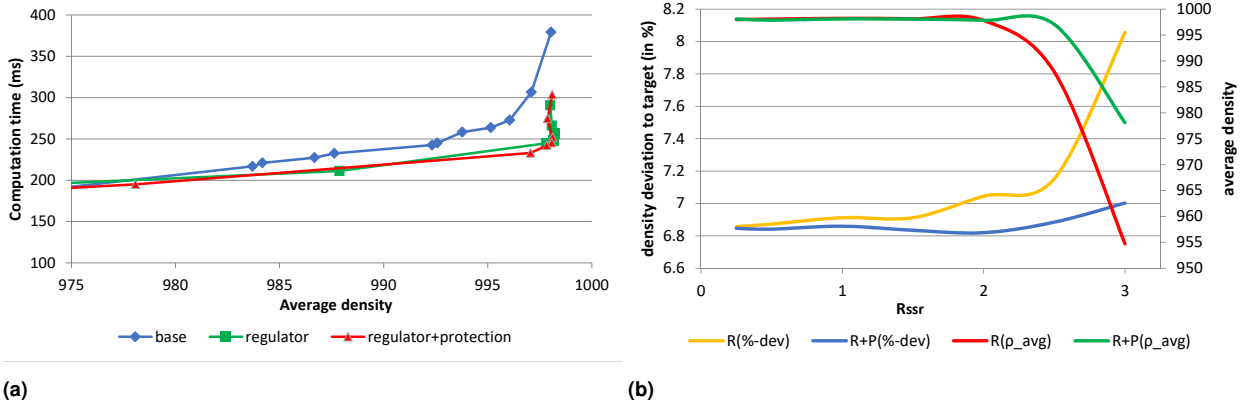 400
350
300
250
200
150
100
Computation time (ms)
975
980
985
990
995
1000
Average density
base
regulator
regulator+protection
(a)
8.2
8
7.8
7.6
7.4
7.2
7
6.8
6.6
density deviation to target (in %)
0
1
2
3
Rssr
1000
995
990
985
980
975
970
965
960
955
950
average density
R(%-dev)
R+P(%-dev)
R(ρ_avg)
R+P(ρ_avg)
(b)